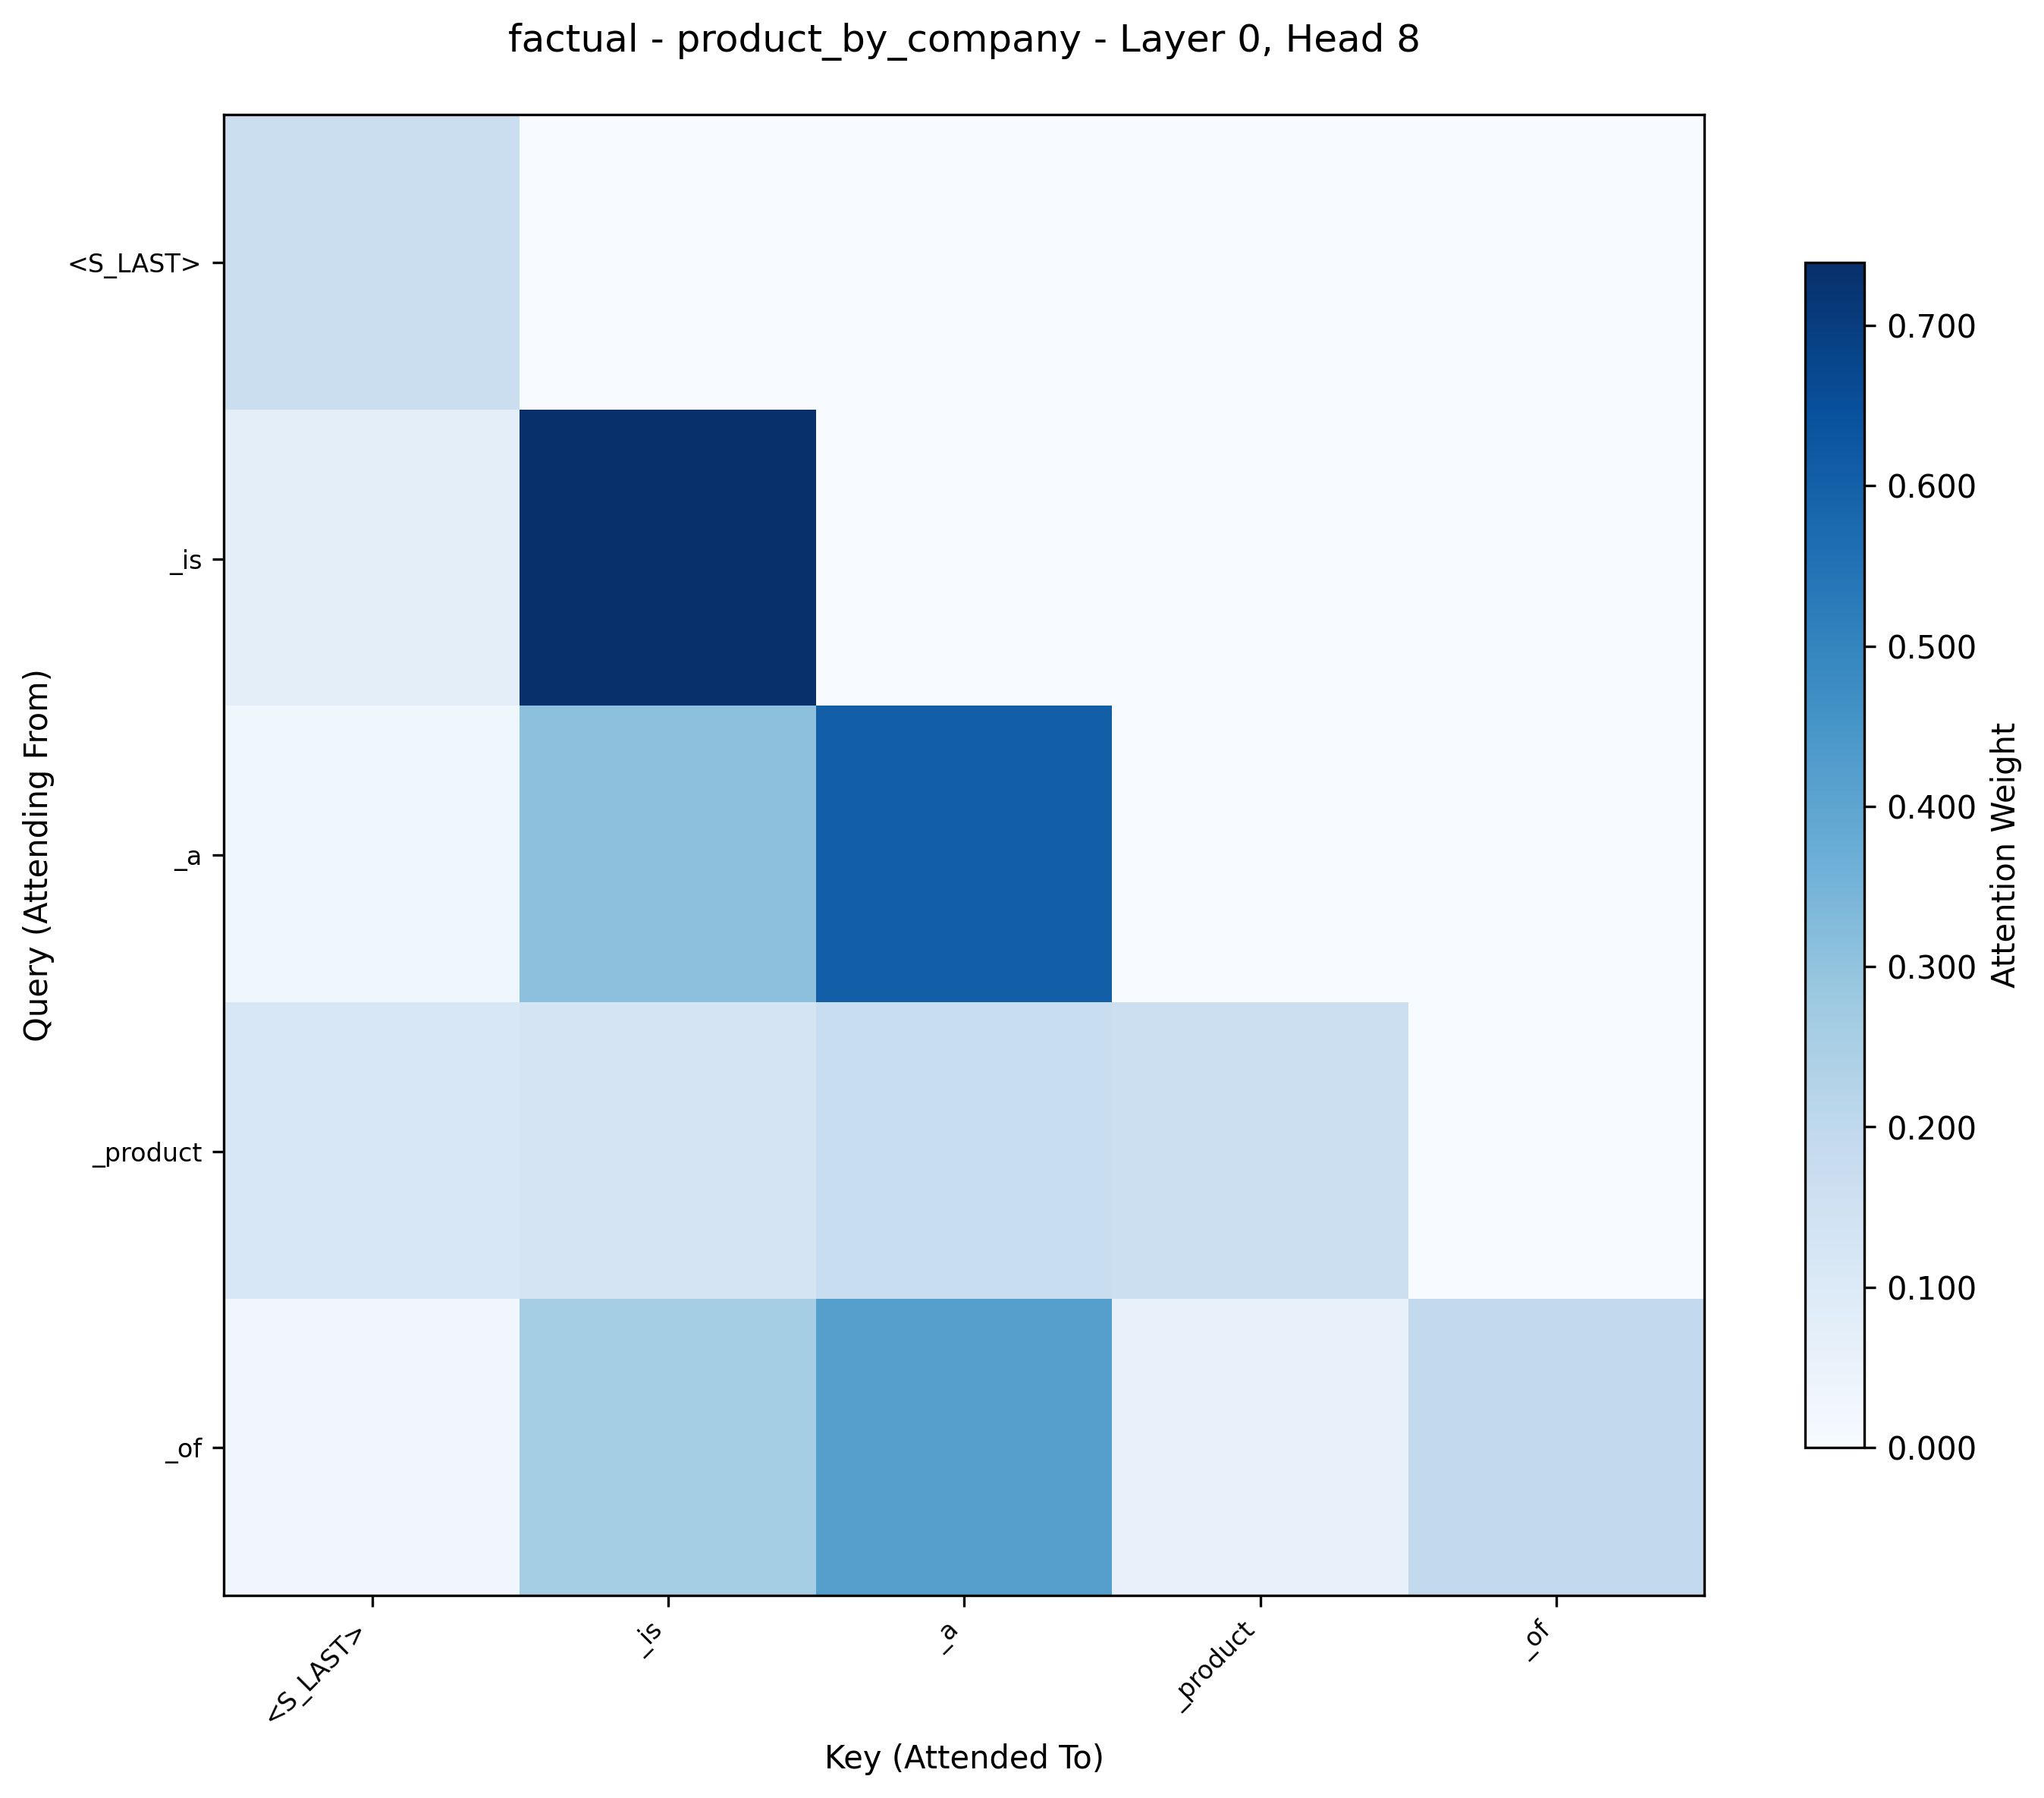 factual - product_by_company - Layer 0, Head 8
<S_LAST>
_is
_a
_product
_of
Query (Attending From)
<S_LAST>
_is
_a
_product
_of
Key (Attended To)
0.700
0.600
0.500
0.400
0.300
0.200
0.100
0.000
Attention Weight